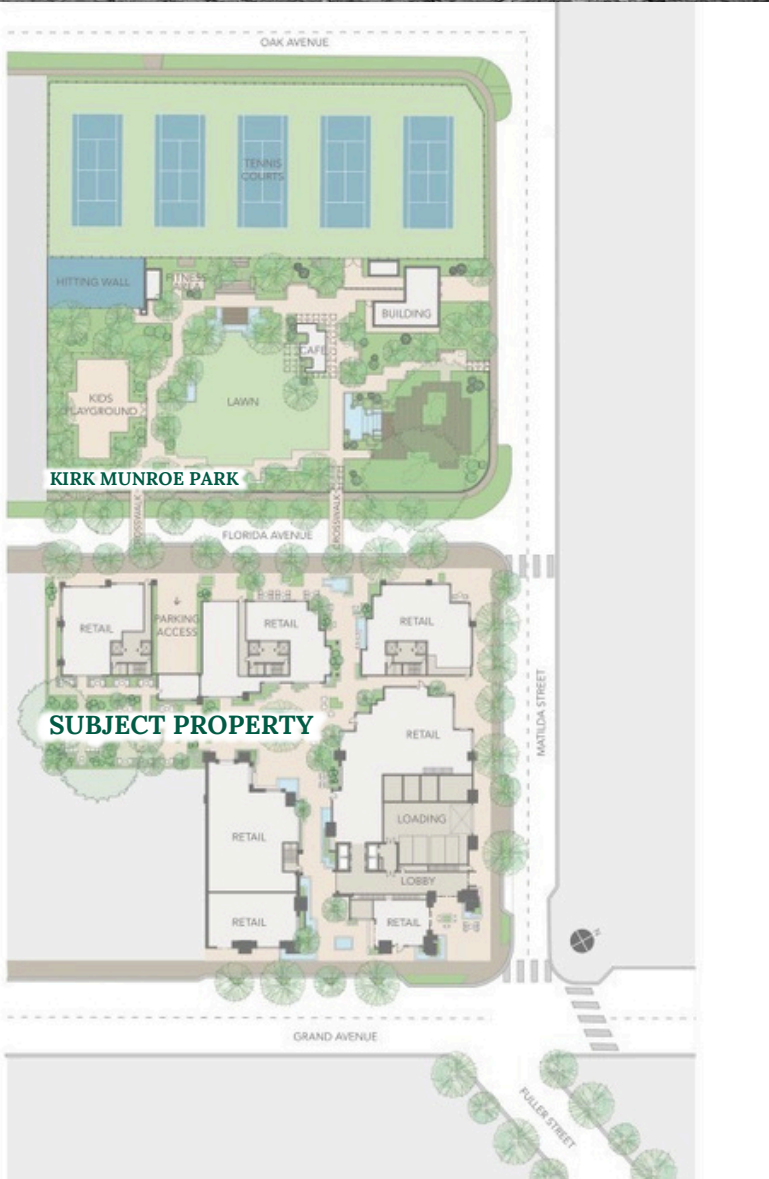 OAK AVENUE
TENNIS
COURTS
HITTING WALL
FITNESS
AREA
BUILDING
CAFE
KIDS
PLAYGROUND
LAWN
KIRK MUNROE PARK
CROSSWALK
CROSSWALK
FLORIDA AVENUE
RETAIL
PARKING
ACCESS
RETAIL
RETAIL
SUBJECT PROPERTY
RETAIL
MATILDA STREET
LOADING
RETAIL
LOBBY
RETAIL
RETAIL
N
GRAND AVENUE
FULLER STREET